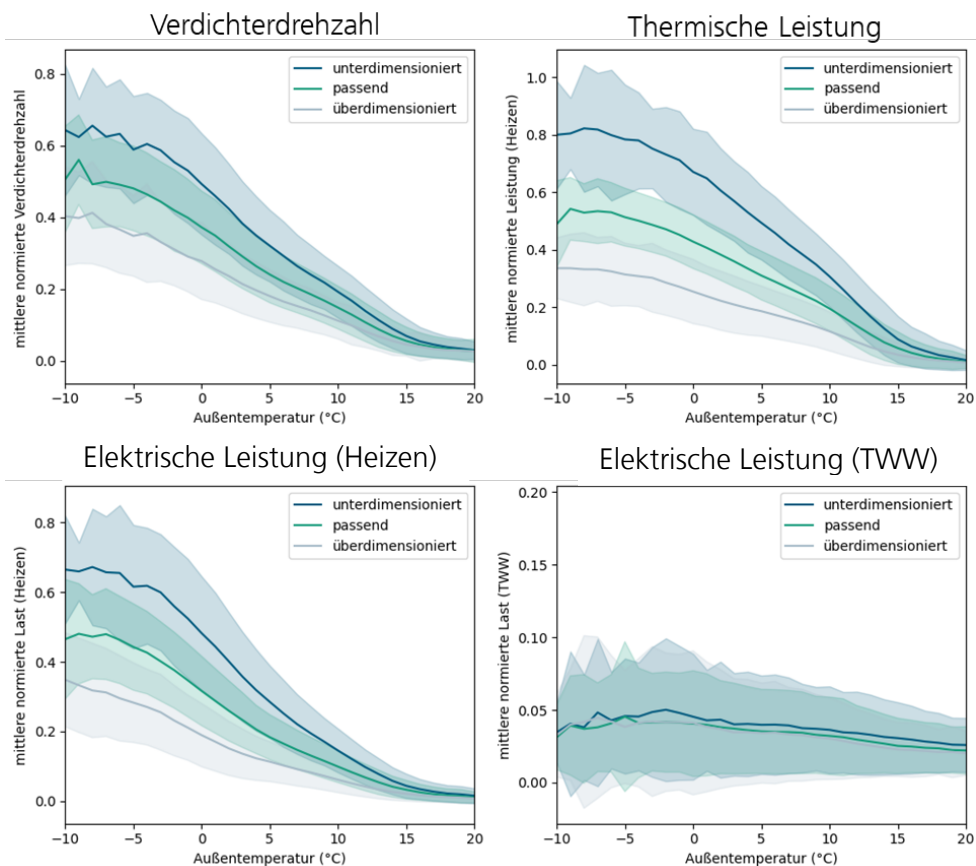 Verdichterdrehzahl
Thermische Leistung
mittlere normierte Verdichterdrehzahl
0.8
0.6
0.4
0.2
0.0
unterdimensioniert
passend
überdimensioniert
−10 −5 0 5 10 15 20
Außentemperatur (°C)
mittlere normierte Leistung (Heizen)
1.0
0.8
0.6
0.4
0.2
0.0
unterdimensioniert
passend
überdimensioniert
−10 −5 0 5 10 15 20
Außentemperatur (°C)
Elektrische Leistung (Heizen)
Elektrische Leistung (TWW)
mittlere normierte Last (Heizen)
0.8
0.6
0.4
0.2
0.0
unterdimensioniert
passend
überdimensioniert
−10 −5 0 5 10 15 20
Außentemperatur (°C)
mittlere normierte Last (TWW)
0.20
0.15
0.10
0.05
0.00
unterdimensioniert
passend
überdimensioniert
−10 −5 0 5 10 15 20
Außentemperatur (°C)